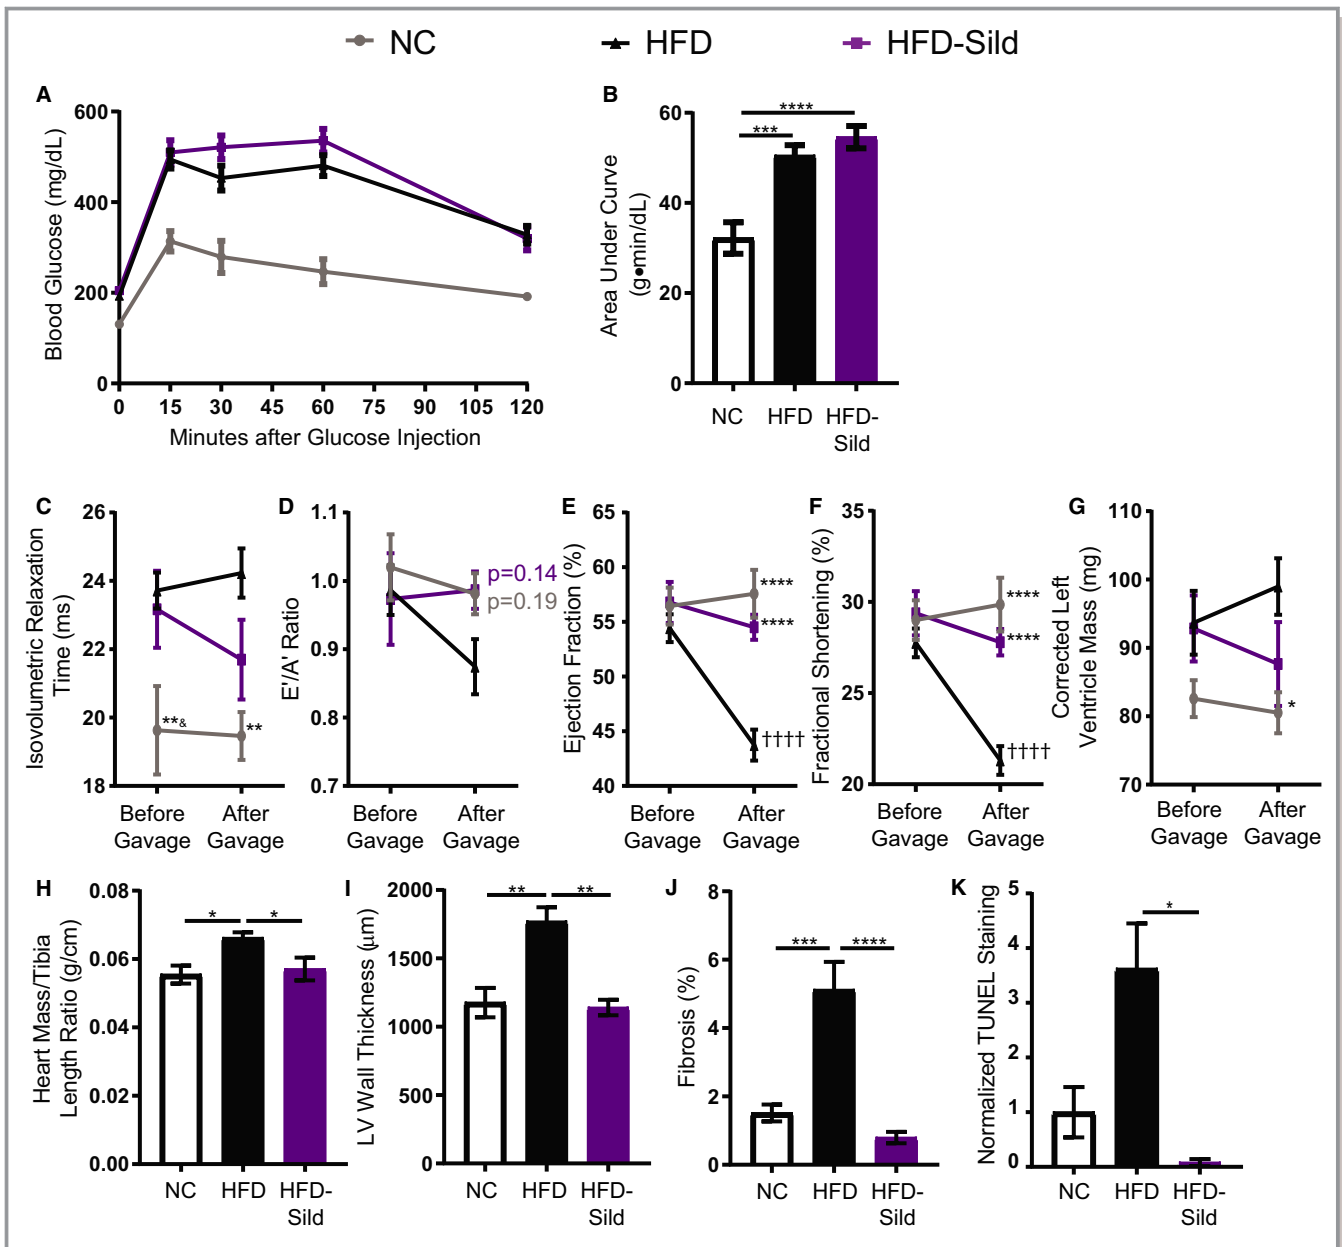 NC HFD HFD-Sild
A
600
400
200
0
Blood Glucose (mg/dL)
0 15 30 45 60 75 90 105 120
Minutes after Glucose Injection
B
60
40
20
0
Area Under Curve
(g•min/dL)
***
****
NC HFD HFD-
Sild
C
26
24
22
20
18
Isovolumetric Relaxation
Time (ms)
**&
**
Before After
Gavage Gavage
D
1.1
1.0
0.9
0.8
0.7
E'/A' Ratio
p=0.14
p=0.19
Before After
Gavage Gavage
E
65
60
55
50
45
40
Ejection Fraction (%)
****
****
††††
Before After
Gavage Gavage
F
35
30
25
20
Fractional Shortening (%)
****
****
††††
Before After
Gavage Gavage
G
110
100
90
80
70
Corrected Left
Ventricle Mass (mg)
*
Before After
Gavage Gavage
H
0.08
0.06
0.04
0.02
0.00
Heart Mass/Tibia
Length Ratio (g/cm)
* *
NC HFD HFD-
Sild
I
2000
1500
1000
500
0
LV Wall Thickness (μm)
** **
NC HFD HFD-
Sild
J
8
6
4
2
0
Fibrosis (%)
*** ****
NC HFD HFD-
Sild
K
5
4
3
2
1
0
Normalized TUNEL Staining
*
NC HFD HFD-
Sild